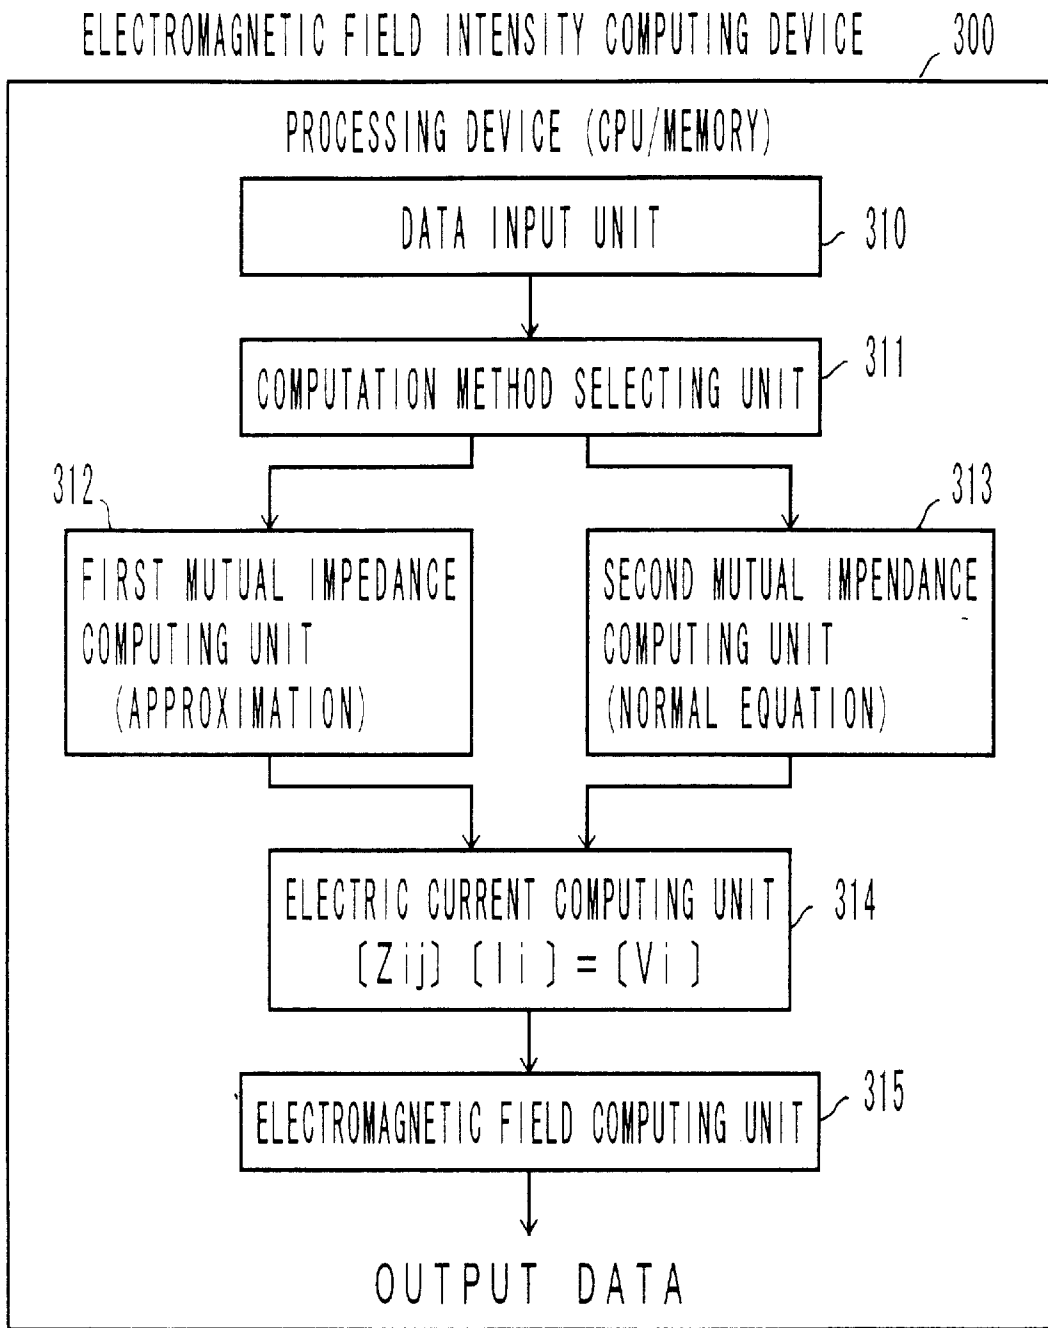 ELECTROMAGNETIC FIELD INTENSITY COMPUTING DEVICE 300
PROCESSING DEVICE (CPU/MEMORY)
DATA INPUT UNIT
310
COMPUTATION METHOD SELECTING UNIT
311
312
FIRST MUTUAL IMPEDANCE
COMPUTING UNIT
(APPROXIMATION)
313
SECOND MUTUAL IMPENDANCE
COMPUTING UNIT
(NORMAL EQUATION)
ELECTRIC CURRENT COMPUTING UNIT
[Zij] [Ii] = [Vi]
314
ELECTROMAGNETIC FIELD COMPUTING UNIT
315
OUTPUT DATA